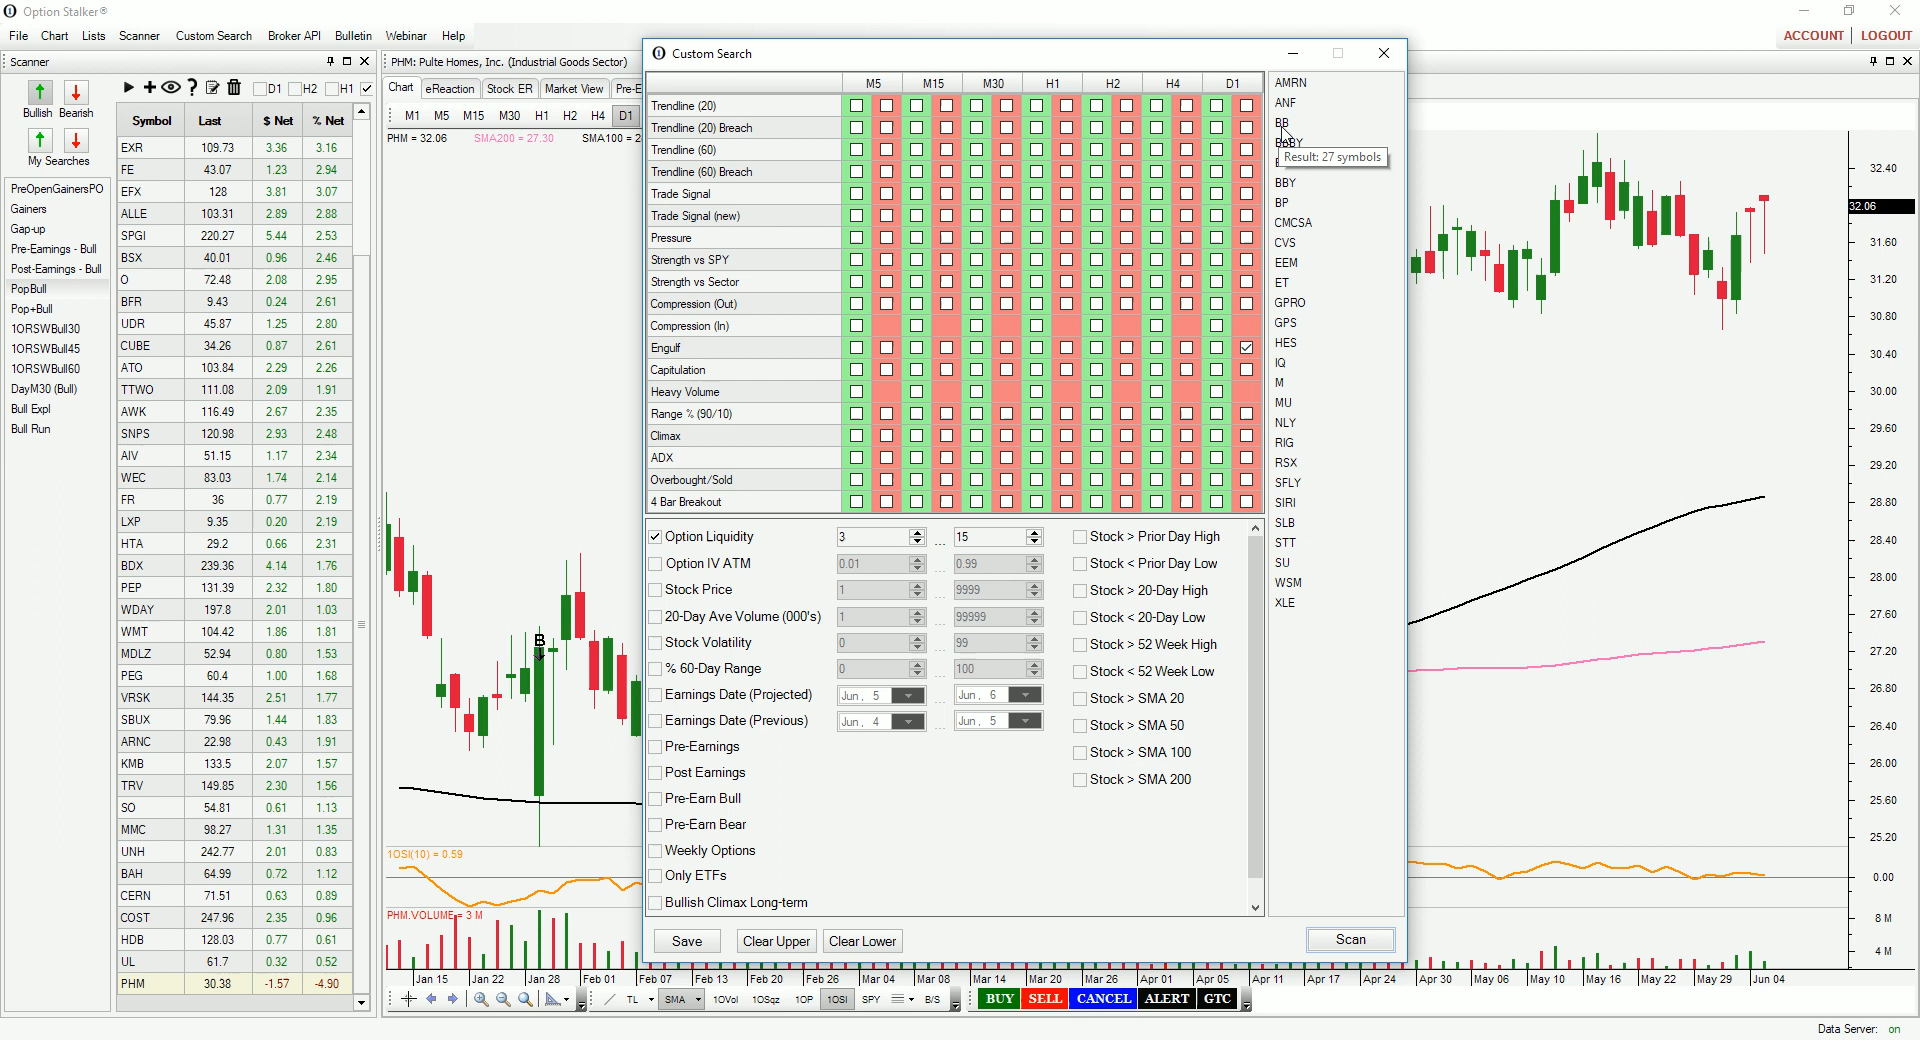 Option Stalker®
File Chart Lists Scanner Custom Search Broker API Bulletin Webinar Help
ACCOUNT LOGOUT
Scanner
D1 H2 H1
Bullish Bearish
My Searches
PreOpenGainersPO
Gainers
Gap-up
Pre-Earnings - Bull
Post-Earnings - Bull
PopBull
Pop+Bull
1ORSWBull30
1ORSWBull45
1ORSWBull60
DayM30 (Bull)
Bull Expl
Bull Run
Symbol Last $ Net % Net
EXR 109.73 3.36 3.16
FE 43.07 1.23 2.94
EFX 128 3.81 3.07
ALLE 103.31 2.89 2.88
SPGI 220.27 5.44 2.53
BSX 40.01 0.96 2.46
O 72.48 2.08 2.95
BFR 9.43 0.24 2.61
UDR 45.87 1.25 2.80
CUBE 34.26 0.87 2.61
ATO 103.84 2.29 2.26
TTWO 111.08 2.09 1.91
AWK 116.49 2.67 2.35
SNPS 120.98 2.93 2.48
AIV 51.15 1.17 2.34
WEC 83.03 1.74 2.14
FR 36 0.77 2.19
LXP 9.35 0.20 2.19
HTA 29.2 0.66 2.31
BDX 239.36 4.14 1.76
PEP 131.39 2.32 1.80
WDAY 197.8 2.01 1.03
WMT 104.42 1.86 1.81
MDLZ 52.94 0.80 1.53
PEG 60.4 1.00 1.68
VRSK 144.35 2.51 1.77
SBUX 79.96 1.44 1.83
ARNC 22.98 0.43 1.91
KMB 133.5 2.07 1.57
TRV 149.85 2.30 1.56
SO 54.81 0.61 1.13
MMC 98.27 1.31 1.35
UNH 242.77 2.01 0.83
BAH 64.99 0.72 1.12
CERN 71.51 0.63 0.89
COST 247.96 2.35 0.96
HDB 128.03 0.77 0.61
UL 61.7 0.32 0.52
PHM 30.38 -1.57 -4.90
PHM: Pulte Homes, Inc. (Industrial Goods Sector)
Chart eReaction Stock ER Market View Pre-E
M1 M5 M15 M30 H1 H2 H4 D1
PHM = 32.06 SMA200 = 27.30 SMA100 = 2
B
1OSI(10) = 0.59
PHM.VOLUME = 3 M
Custom Search
M5 M15 M30 H1 H2 H4 D1
Trendline (20)
Trendline (20) Breach
Trendline (60)
Trendline (60) Breach
Trade Signal
Trade Signal (new)
Pressure
Strength vs SPY
Strength vs Sector
Compression (Out)
Compression (In)
Engulf
Capitulation
Heavy Volume
Range % (90/10)
Climax
ADX
Overbought/Sold
4 Bar Breakout
Option Liquidity 3 ... 15
Option IV ATM 0.01 ... 0.99
Stock Price 1 ... 9999
20-Day Ave Volume (000's) 1 ... 99999
Stock Volatility 0 ... 99
% 60-Day Range 0 ... 100
Earnings Date (Projected) Jun, 5 ... Jun, 6
Earnings Date (Previous) Jun, 4 ... Jun, 5
Pre-Earnings
Post Earnings
Pre-Earn Bull
Pre-Earn Bear
Weekly Options
Only ETFs
Bullish Climax Long-term
Stock > Prior Day High
Stock < Prior Day Low
Stock > 20-Day High
Stock < 20-Day Low
Stock > 52 Week High
Stock < 52 Week Low
Stock > SMA 20
Stock > SMA 50
Stock > SMA 100
Stock > SMA 200
Save Clear Upper Clear Lower Scan
AMRN
ANF
BB
BABY
Result: 27 symbols
BBY
BP
CMCSA
CVS
EEM
ET
GPRO
GPS
HES
IQ
M
MU
NLY
RIG
RSX
SFLY
SIRI
SLB
STT
SU
WSM
XLE
32.40
32.06
31.60
31.20
30.80
30.40
30.00
29.60
29.20
28.80
28.40
28.00
27.60
27.20
26.80
26.40
26.00
25.60
25.20
0.00
8 M
4 M
Jan 15 Jan 22 Jan 28 Feb 01 Feb 07 Feb 13 Feb 20 Feb 26 Mar 04 Mar 08 Mar 14 Mar 20 Mar 26 Apr 01 Apr 05 Apr 11 Apr 17 Apr 24 Apr 30 May 06 May 10 May 16 May 22 May 29 Jun 04
TL SMA 1OVol 1OSqz 1OP 1OSI SPY B/S BUY SELL CANCEL ALERT GTC
Data Server: on